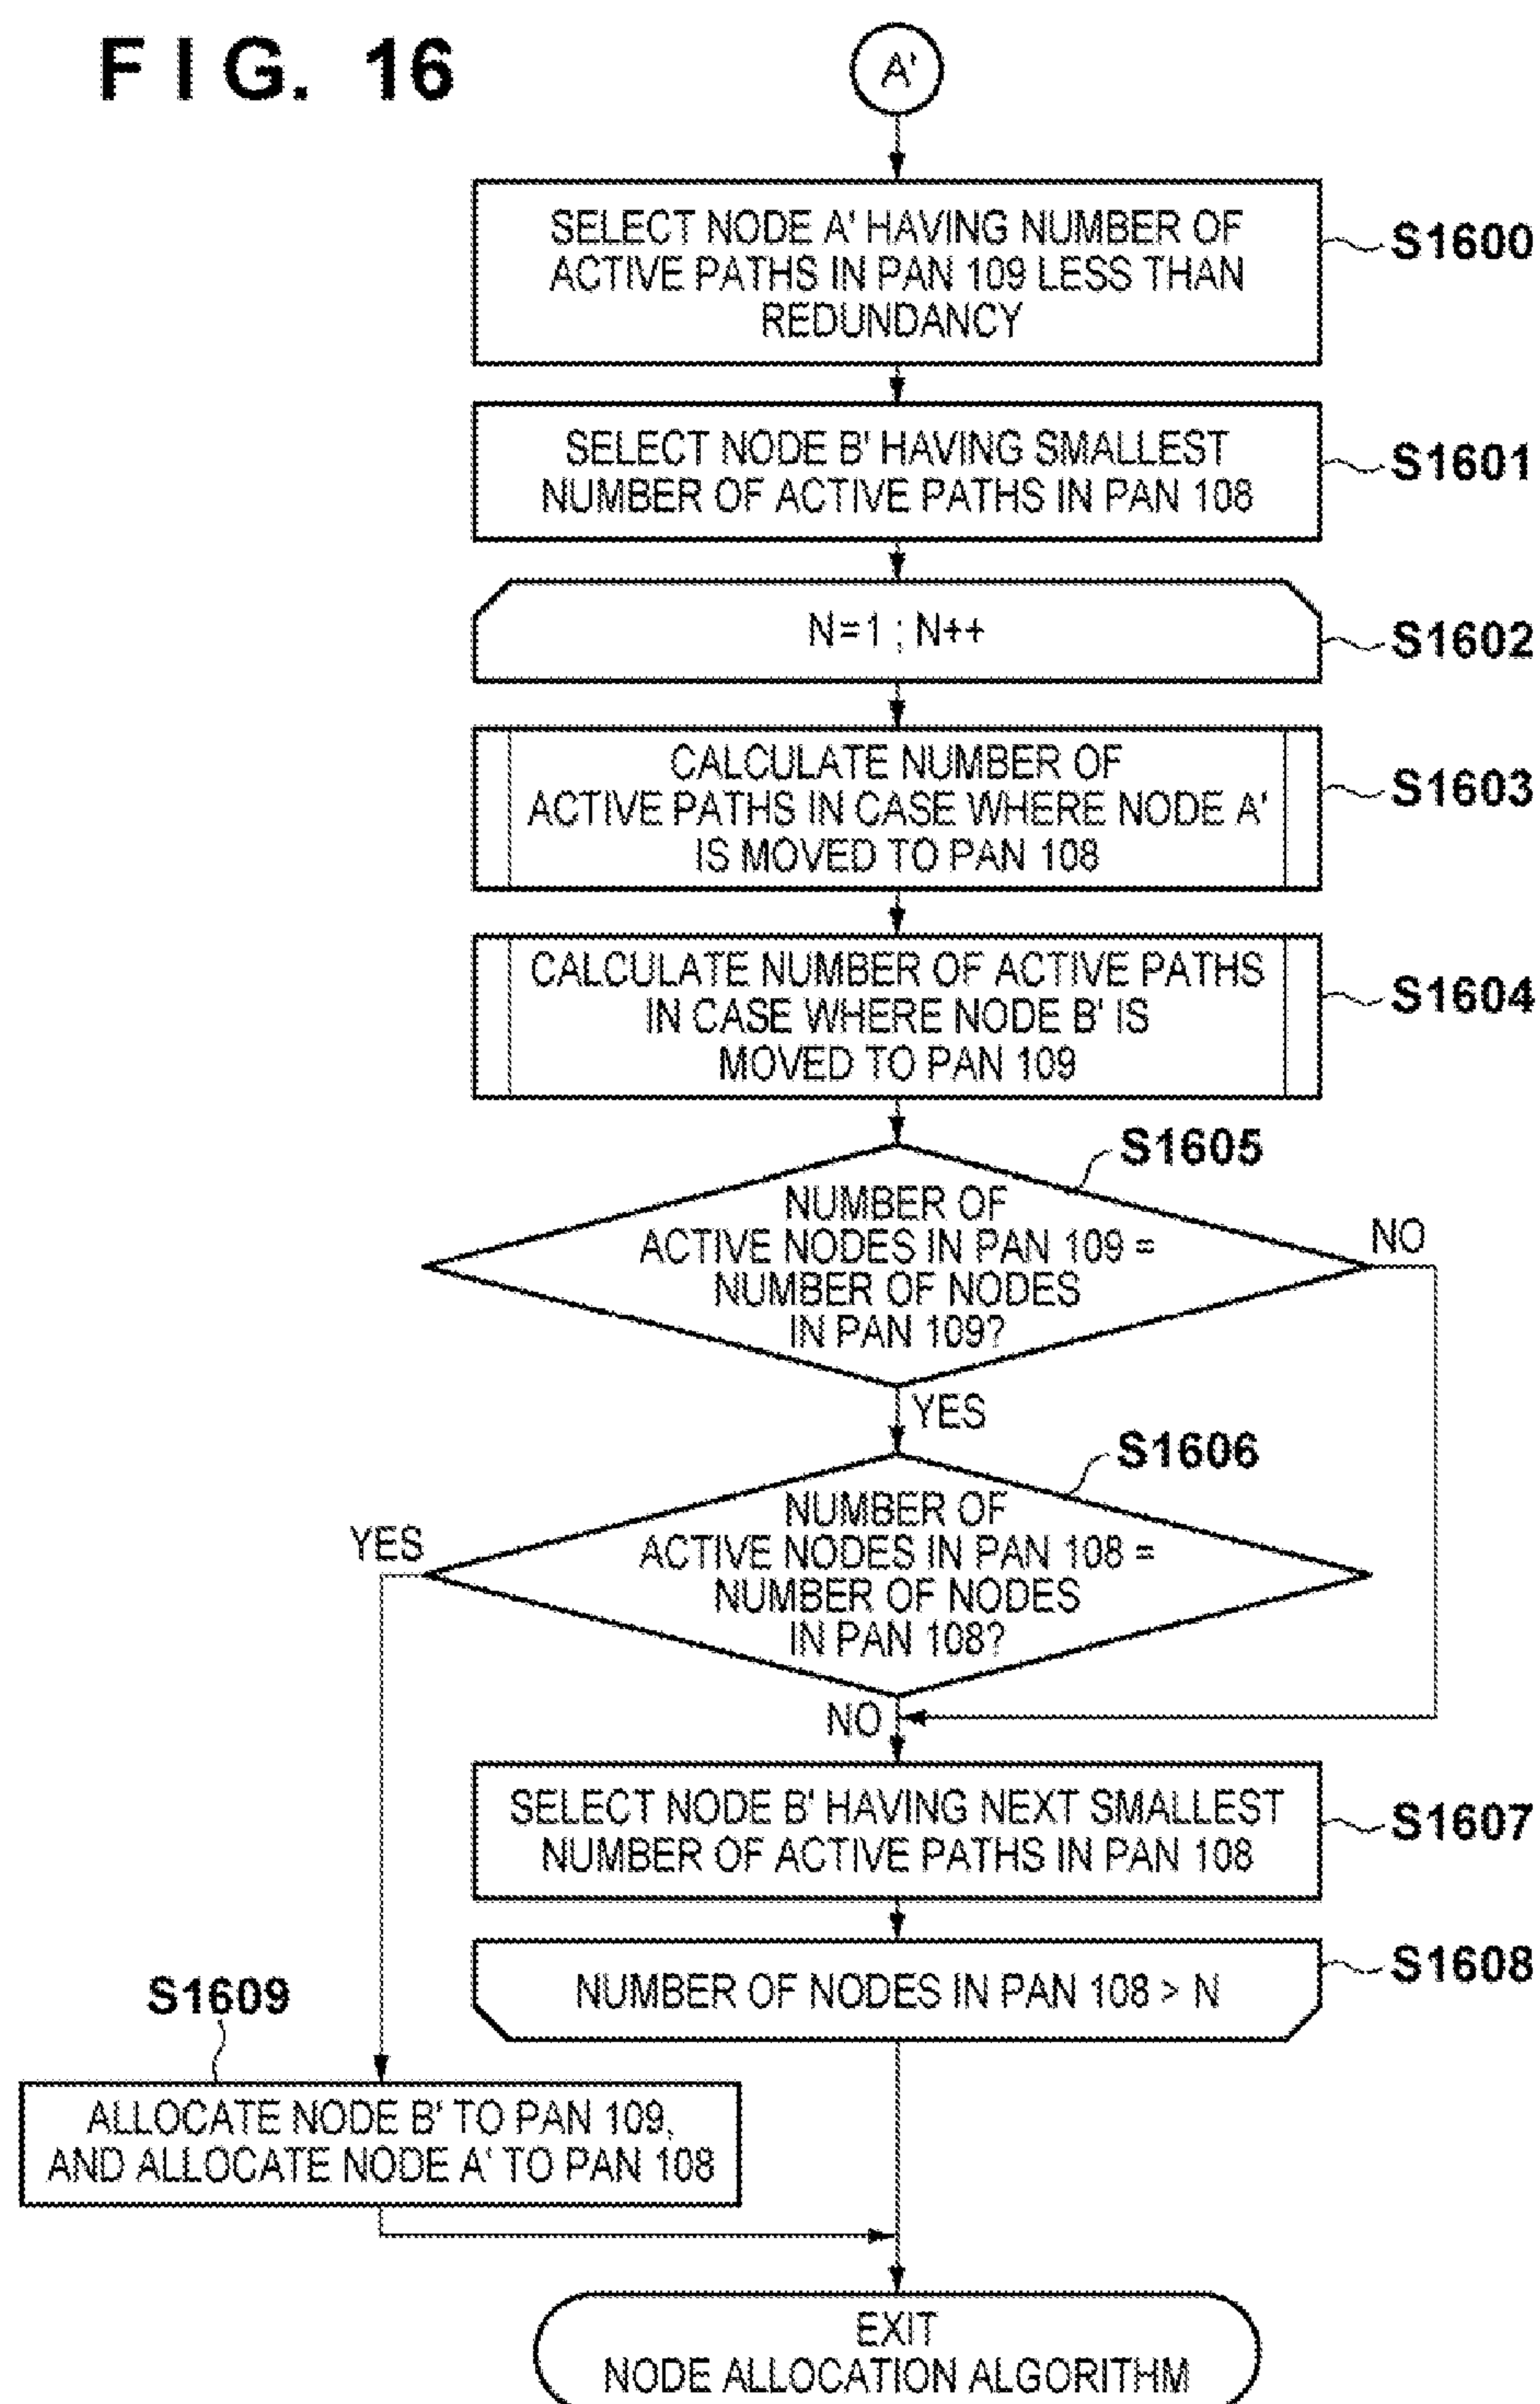 FIG. 16
A'
SELECT NODE A' HAVING NUMBER OF
ACTIVE PATHS IN PAN 109 LESS THAN
REDUNDANCY
S1600
SELECT NODE B' HAVING SMALLEST
NUMBER OF ACTIVE PATHS IN PAN 108
S1601
N=1 ; N++
S1602
CALCULATE NUMBER OF
ACTIVE PATHS IN CASE WHERE NODE A'
IS MOVED TO PAN 108
S1603
CALCULATE NUMBER OF ACTIVE PATHS
IN CASE WHERE NODE B' IS
MOVED TO PAN 109
S1604
S1605
NUMBER OF
ACTIVE NODES IN PAN 109 =
NUMBER OF NODES
IN PAN 109?
NO
YES
S1606
NUMBER OF
ACTIVE NODES IN PAN 108 =
NUMBER OF NODES
IN PAN 108?
YES
NO
SELECT NODE B' HAVING NEXT SMALLEST
NUMBER OF ACTIVE PATHS IN PAN 108
S1607
NUMBER OF NODES IN PAN 108 > N
S1608
S1609
ALLOCATE NODE B' TO PAN 109,
AND ALLOCATE NODE A' TO PAN 108
EXIT
NODE ALLOCATION ALGORITHM